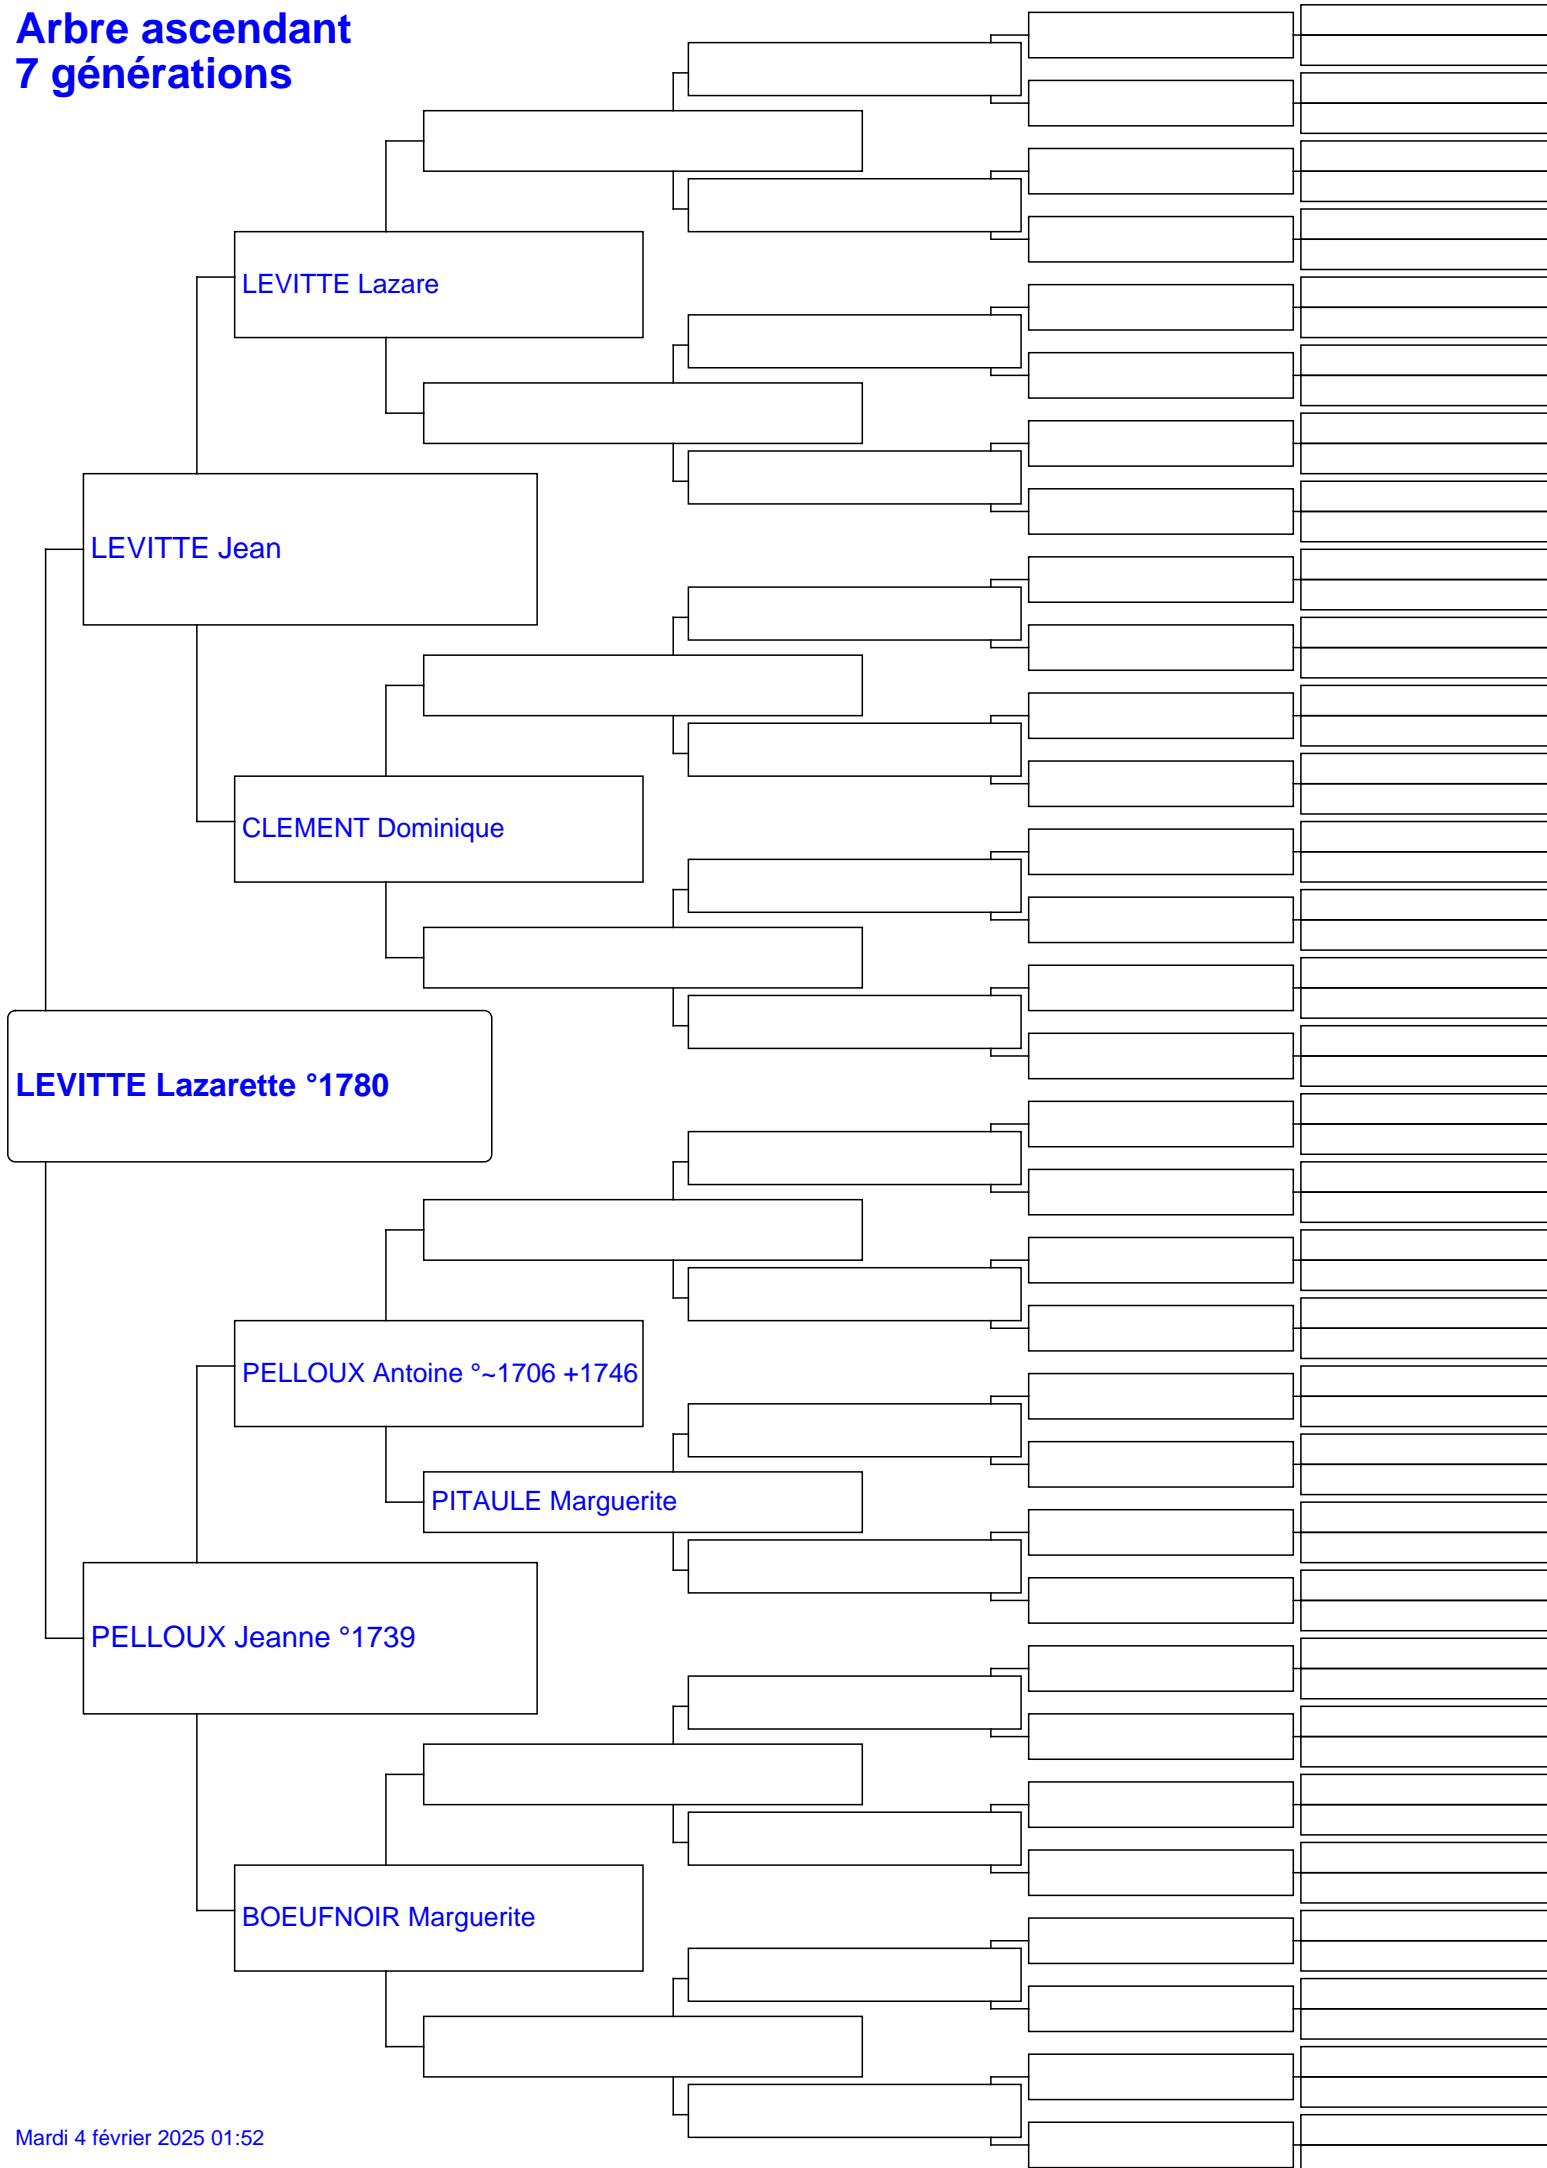 Arbre ascendant
7 générations
LEVITTE Lazare
LEVITTE Jean
CLEMENT Dominique
LEVITTE Lazarette °1780
PELLOUX Antoine °~1706 +1746
PITAULE Marguerite
PELLOUX Jeanne °1739
BOEUFNOIR Marguerite
Mardi 4 février 2025 01:52